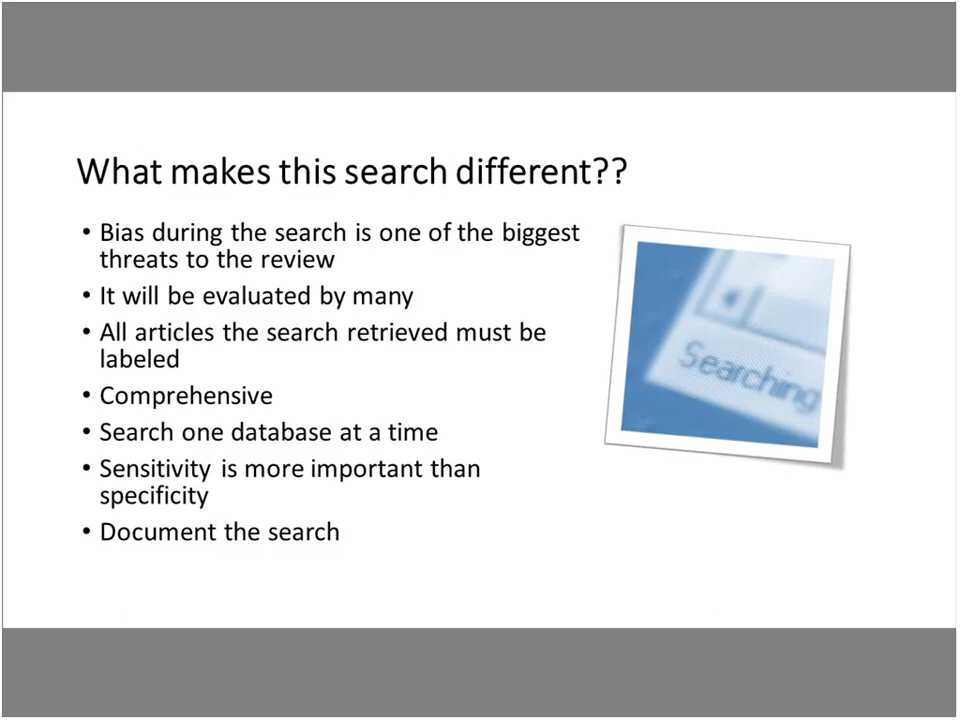 What makes this search different??
• Bias during the search is one of the biggest
threats to the review
• It will be evaluated by many
• All articles the search retrieved must be
labeled
• Comprehensive
• Search one database at a time
• Sensitivity is more important than
specificity
• Document the search
Searching